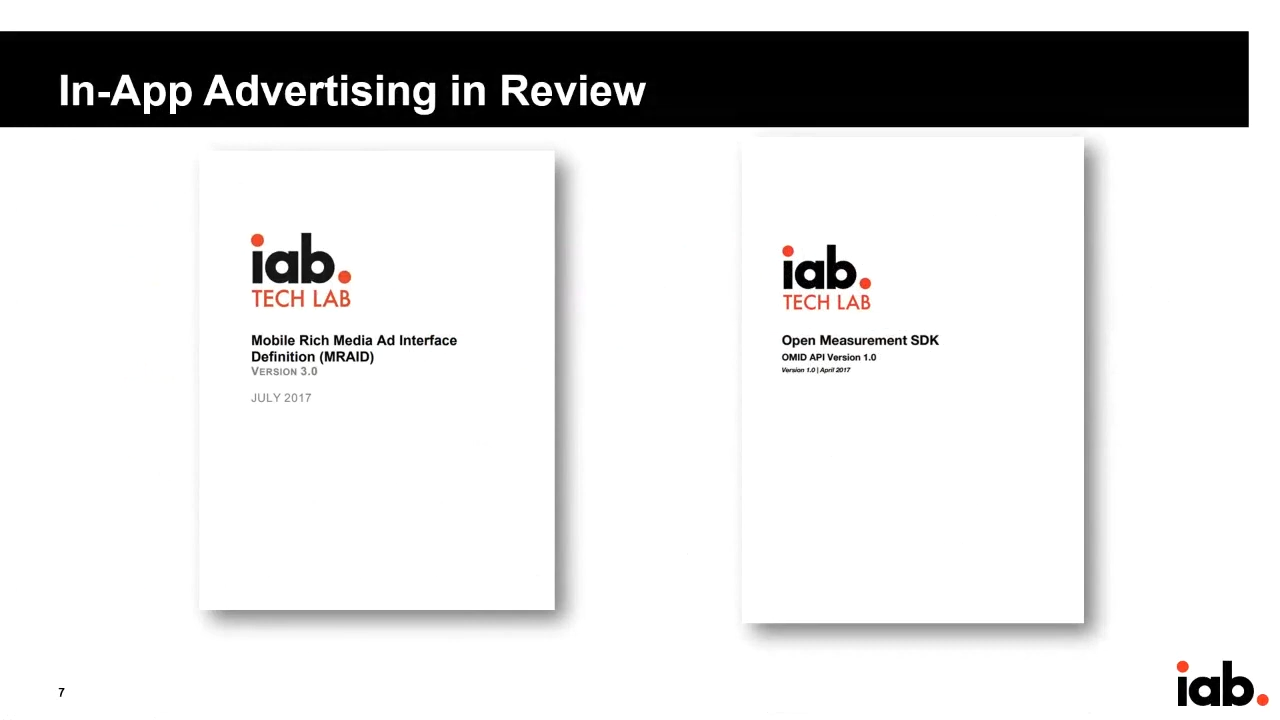 In-App Advertising in Review
iab.
TECH LAB
Mobile Rich Media Ad Interface
Definition (MRAID)
VERSION 3.0
JULY 2017
iab.
TECH LAB
Open Measurement SDK
OMID API Version 1.0
Version 1.0 | April 2017
7
iab.